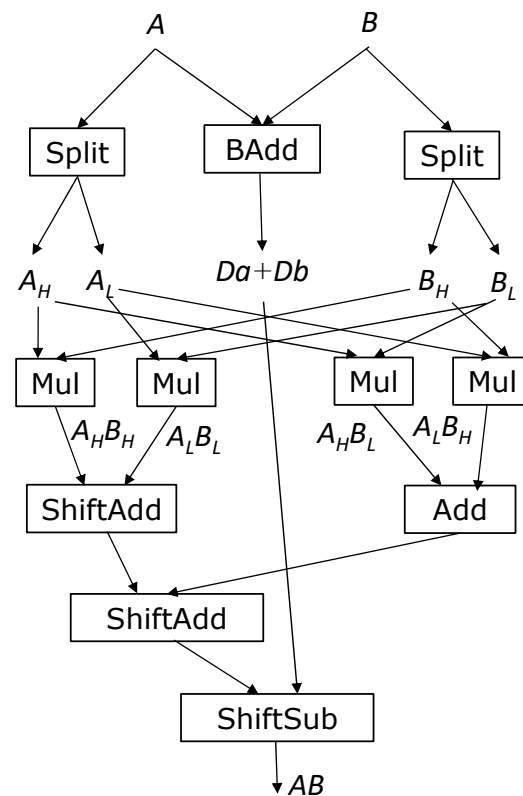 A B
Split BAdd Split
A_H A_L Da+Db B_H B_L
Mul Mul Mul Mul
A_HB_H A_LB_L A_HB_L A_LB_H
ShiftAdd Add
ShiftAdd
ShiftSub
AB